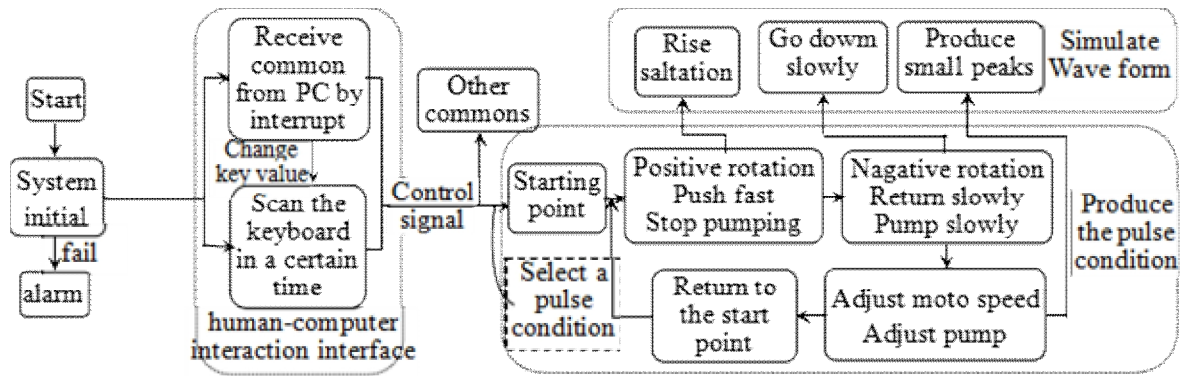 Start
System
initial
fail
alarm
Receive
common
from PC by
interrupt
Change
key value
Scan the
keyboard
in a certain
time
human-computer
interaction interface
Other
commons
Control
signal
Starting
point
Select a
pulse
condition
Rise
saltation
Go dowm
slowly
Produce
small peaks
Simulate
Wave form
Positive rotation
Push fast
Stop pumping
Nagative rotation
Return slowly
Pump slowly
Produce
the pulse
condition
Return to
the start
point
Adjust moto speed
Adjust pump